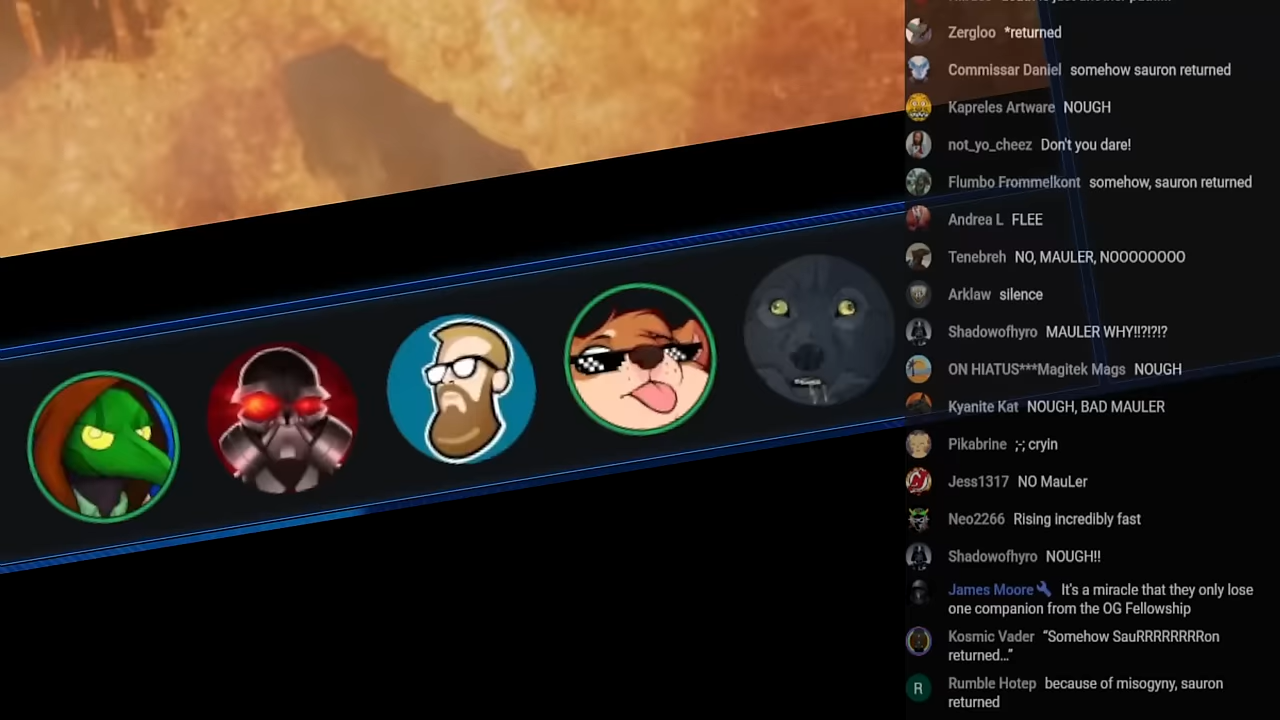 Zergloo *returned
Commissar Daniel somehow sauron returned
Kapreles Artware NOUGH
not_yo_cheez Don't you dare!
Flumbo Frommelkont somehow, sauron returned
Andrea L FLEE
Tenebreh NO, MAULER, NOOOOOOOO
Arklaw silence
Shadowofhyro MAULER WHY!!?!?!?
ON HIATUS***Magitek Mags NOUGH
Kyanite Kat NOUGH, BAD MAULER
Pikabrine ;-; cryin
Jess1317 NO MauLer
Neo2266 Rising incredibly fast
Shadowofhyro NOUGH!!
James Moore It's a miracle that they only lose
one companion from the OG Fellowship
Kosmic Vader “Somehow SauRRRRRRRRon
returned…”
R
Rumble Hotep because of misogyny, sauron
returned